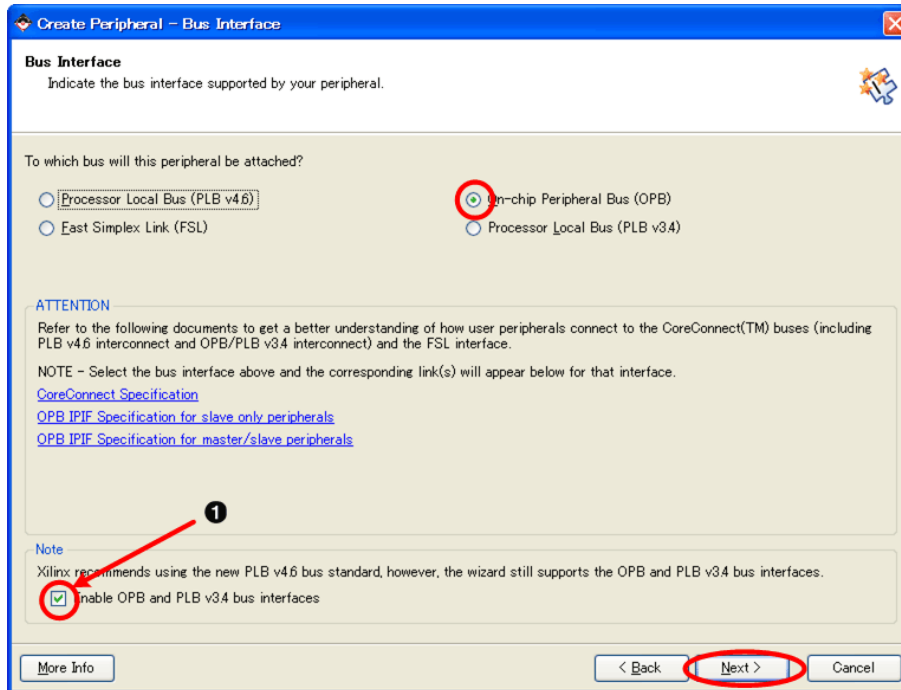 Create Peripheral - Bus Interface
Bus Interface
Indicate the bus interface supported by your peripheral.
To which bus will this peripheral be attached?
Processor Local Bus (PLB v4.6)
On-chip Peripheral Bus (OPB)
Fast Simplex Link (FSL)
Processor Local Bus (PLB v3.4)
ATTENTION
Refer to the following documents to get a better understanding of how user peripherals connect to the CoreConnect(TM) buses (including
PLB v4.6 interconnect and OPB/PLB v3.4 interconnect) and the FSL interface.
NOTE - Select the bus interface above and the corresponding link(s) will appear below for that interface.
CoreConnect Specification
OPB IPIF Specification for slave only peripherals
OPB IPIF Specification for master/slave peripherals
❶
Note
Xilinx recommends using the new PLB v4.6 bus standard, however, the wizard still supports the OPB and PLB v3.4 bus interfaces.
Enable OPB and PLB v3.4 bus interfaces
More Info
< Back
Next >
Cancel